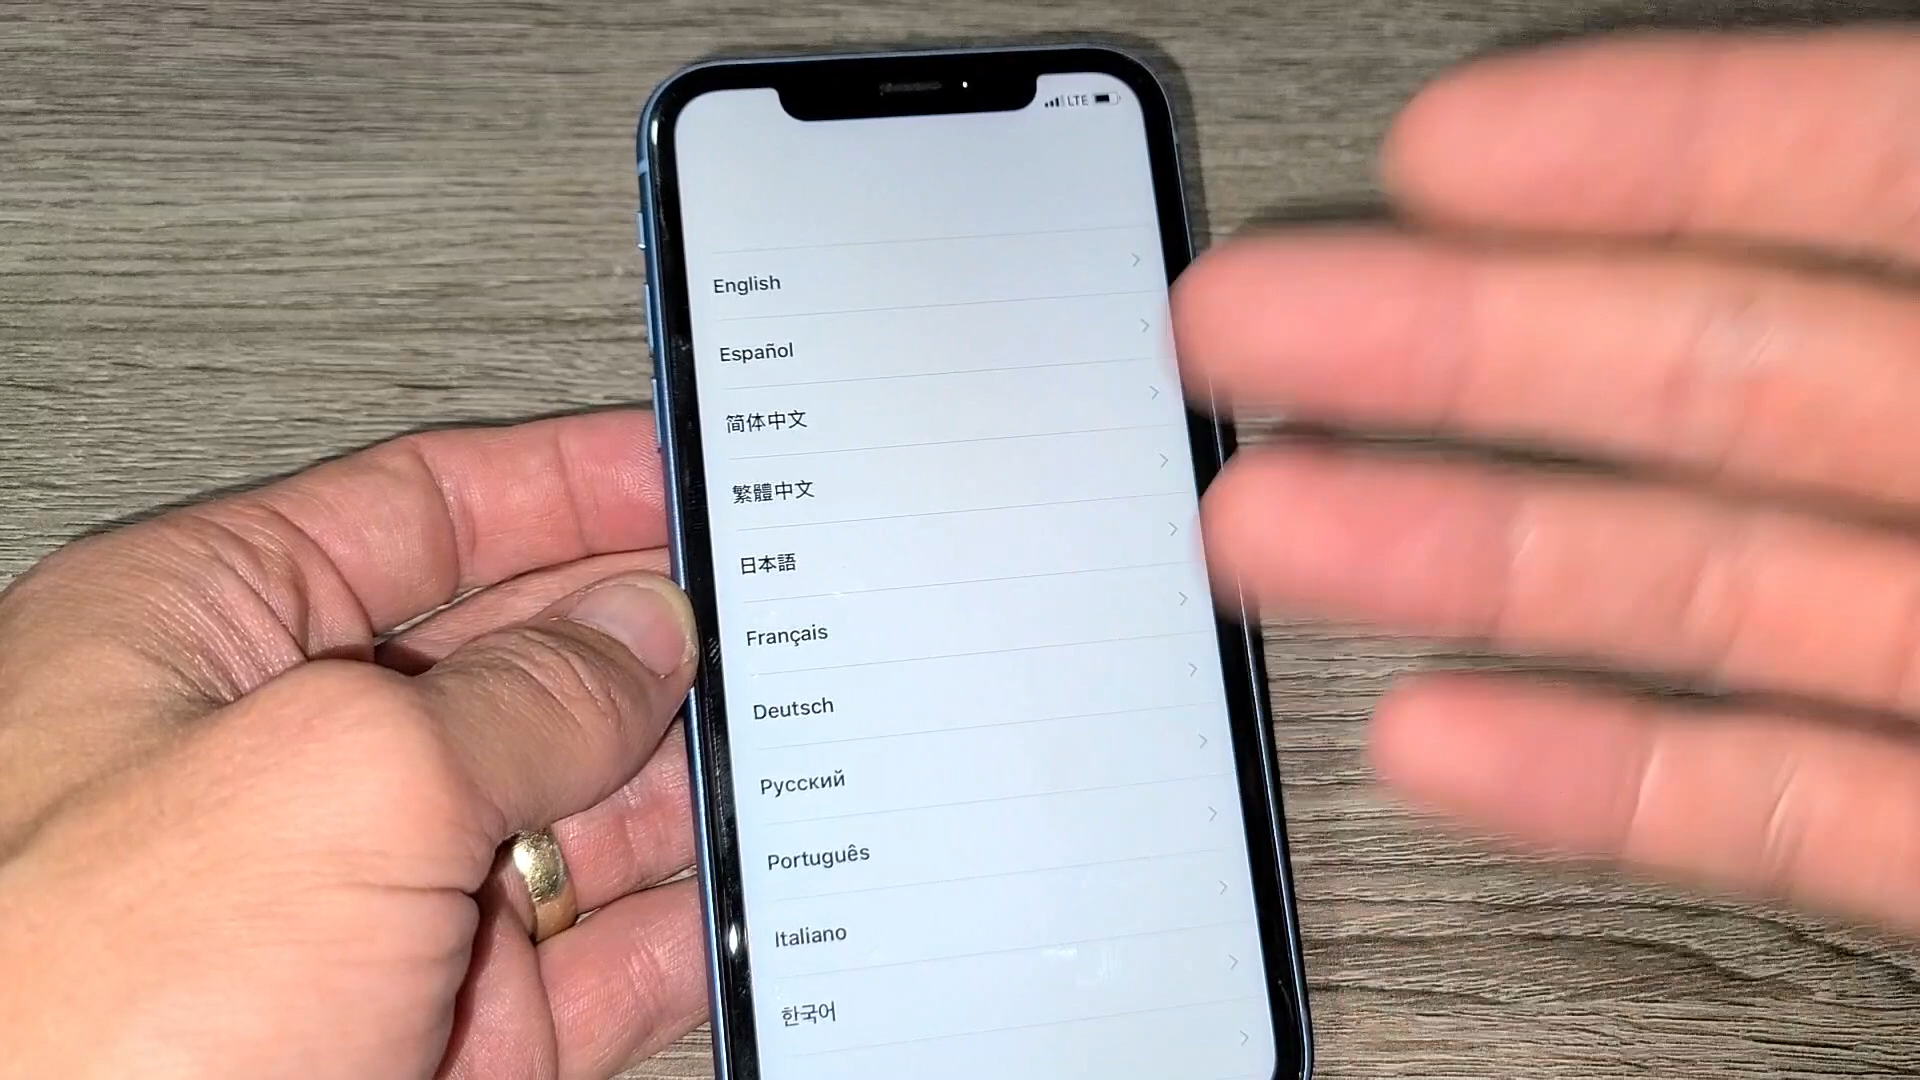 LTE
English
Español
简体中文
繁體中文
日本語
Français
Deutsch
Русский
Português
Italiano
한국어